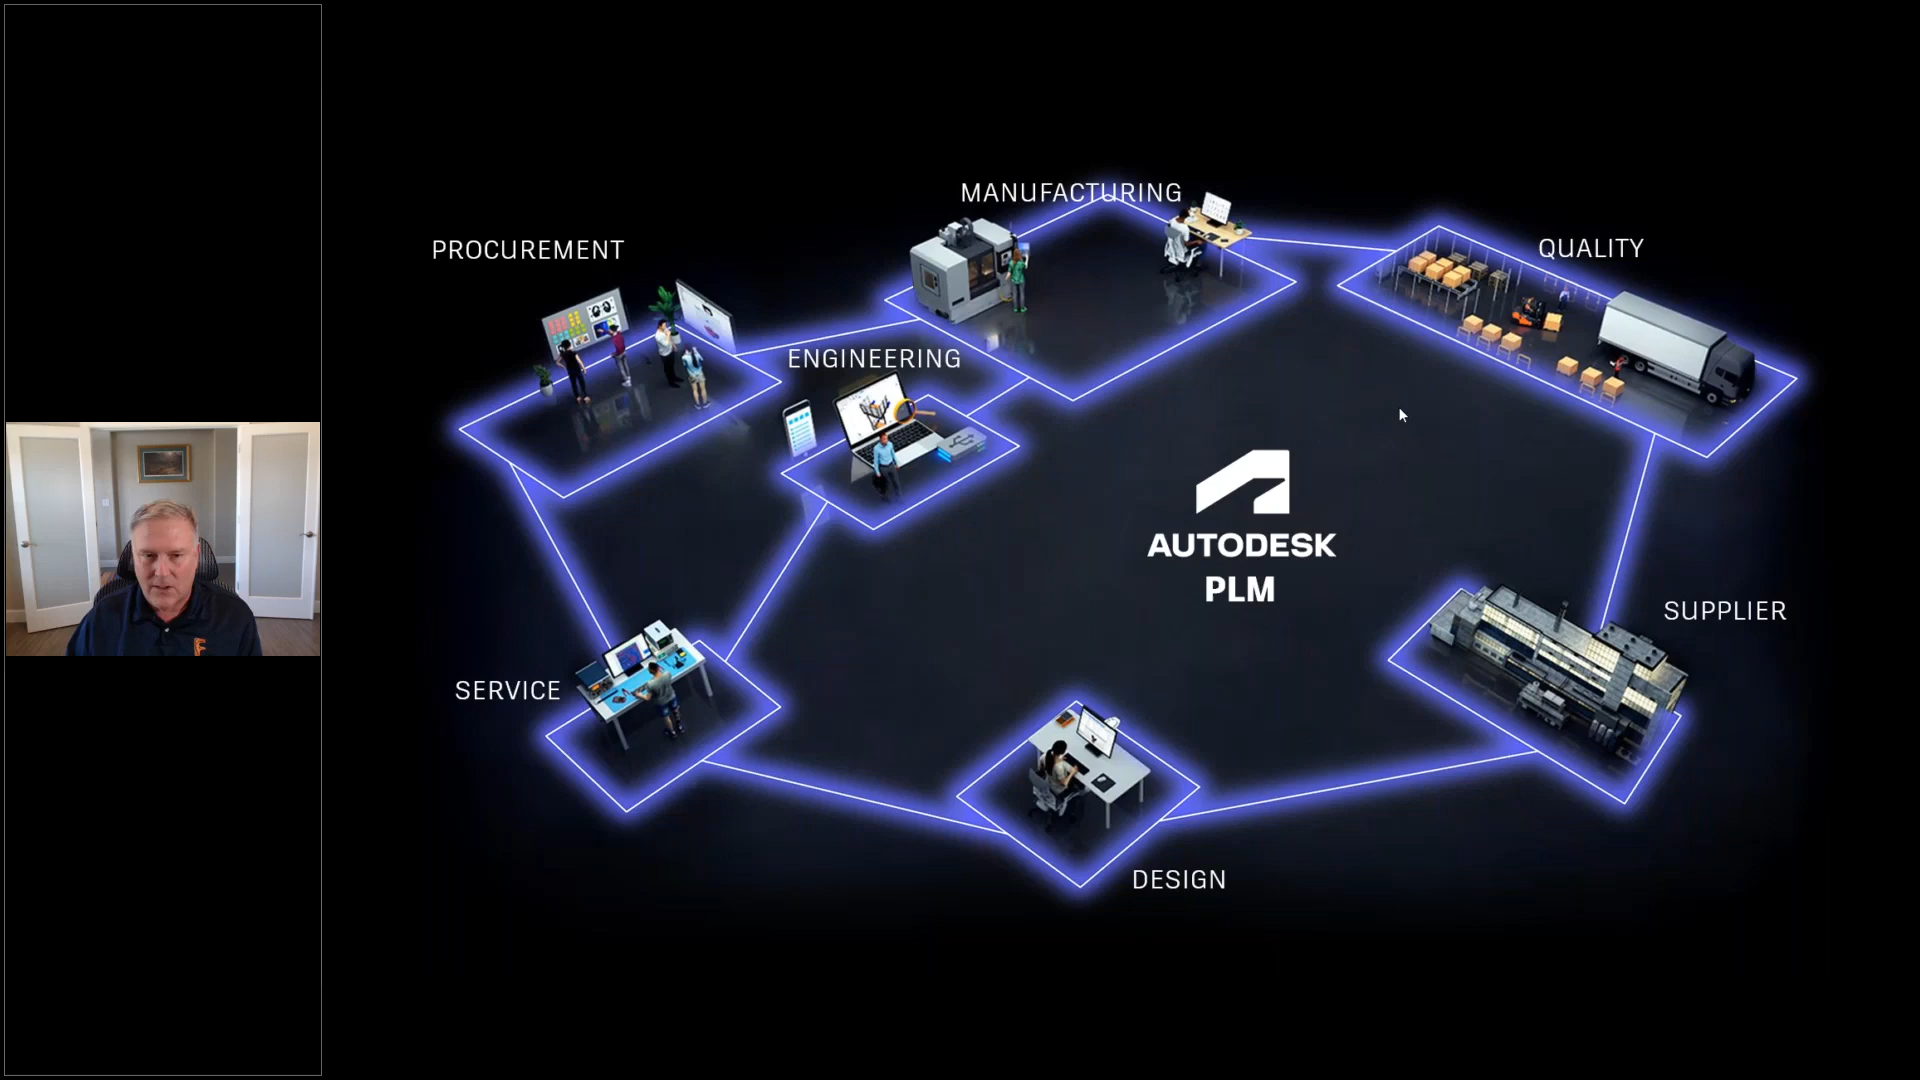 MANUFACTURING
PROCUREMENT
QUALITY
ENGINEERING
AUTODESK
PLM
SUPPLIER
SERVICE
DESIGN